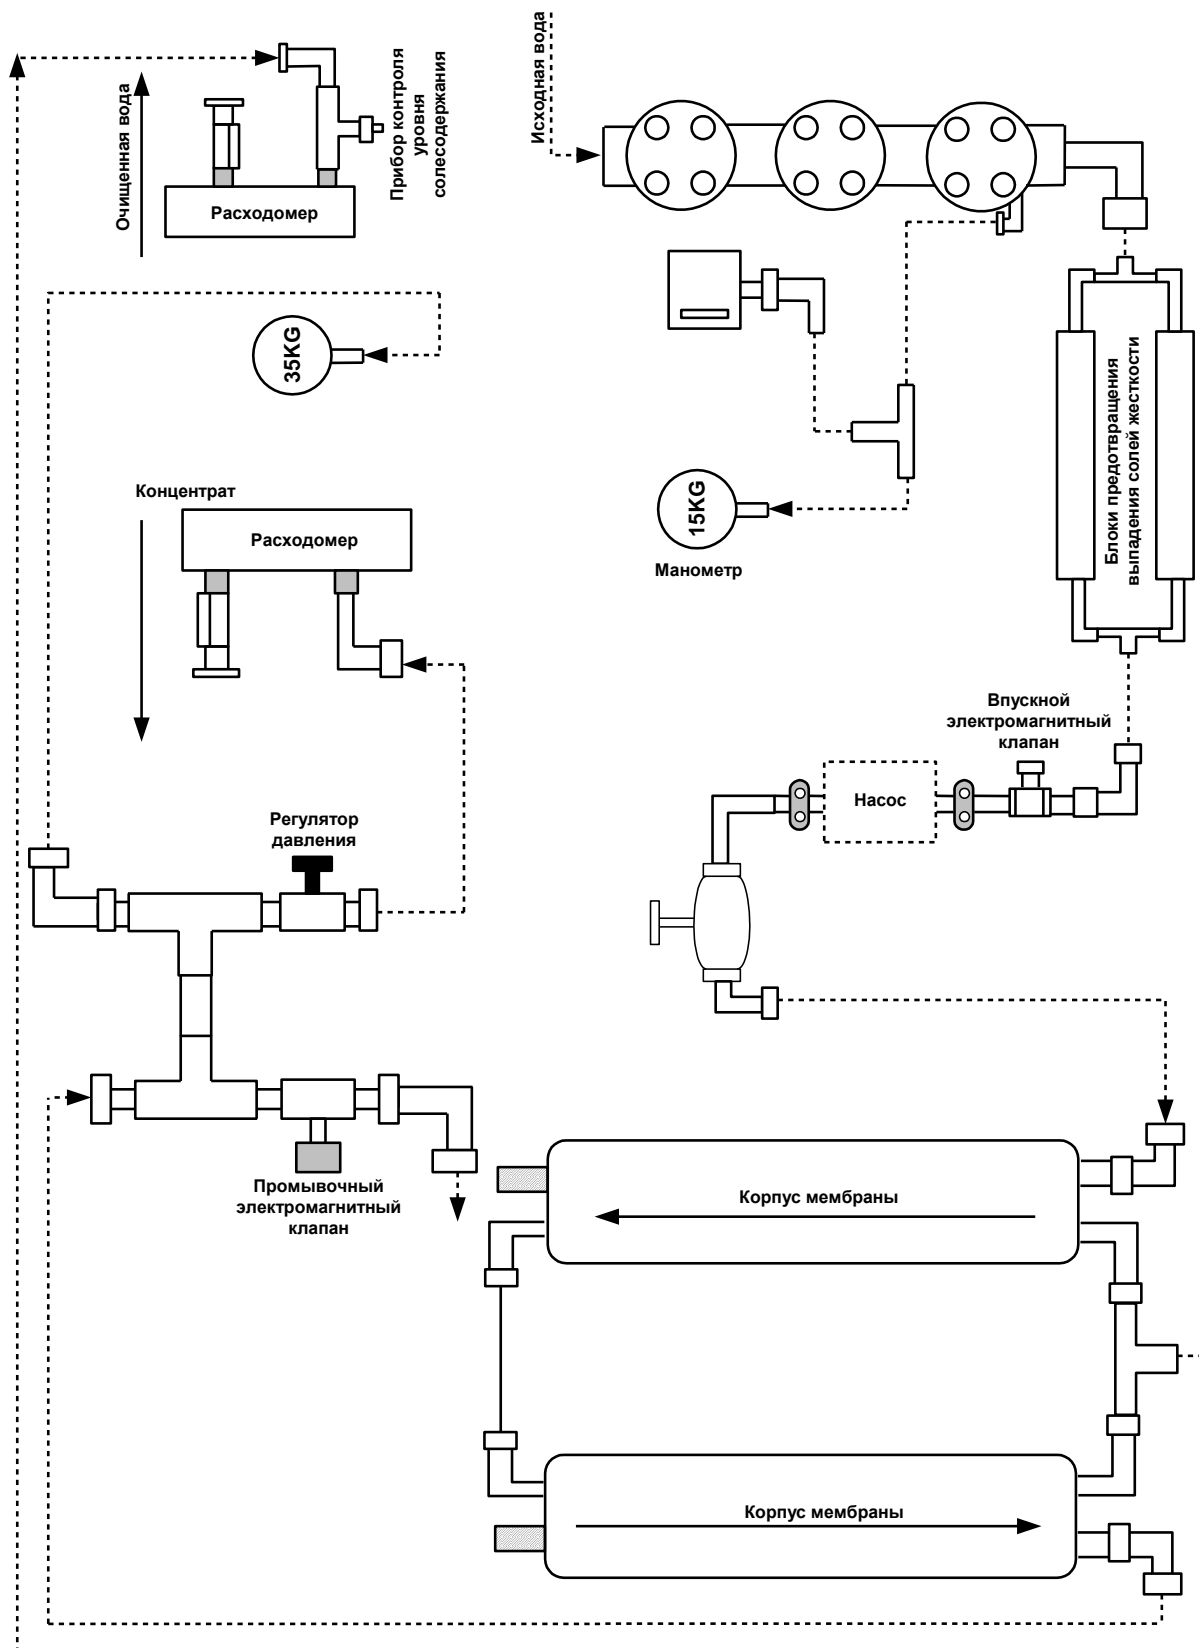 Очищенная вода
Прибор контроля
уровня
солесодержания
Расходомер
Исходная вода
35KG
Концентрат
Расходомер
15KG
Манометр
Блоки предотвращения
выпадения солей жесткости
Впускной
электромагнитный
клапан
Насос
Регулятор
давления
Промывочный
электромагнитный
клапан
Корпус мембраны
Корпус мембраны